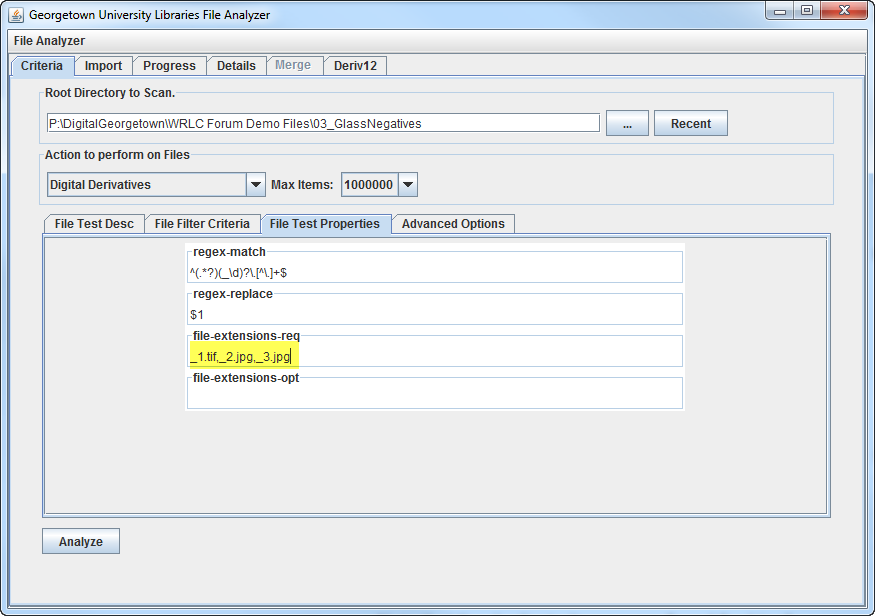 Georgetown University Libraries File Analyzer
File Analyzer
Criteria Import Progress Details Merge Deriv12
Root Directory to Scan.
P:\DigitalGeorgetown\WRLC Forum Demo Files\03_GlassNegatives ... Recent
Action to perform on Files
Digital Derivatives Max Items: 1000000
File Test Desc File Filter Criteria File Test Properties Advanced Options
regex-match
^(.*?)(_\d)?\.[^\.]+$
regex-replace
$1
file-extensions-req
_1.tif,_2.jpg,_3.jpg
file-extensions-opt
Analyze